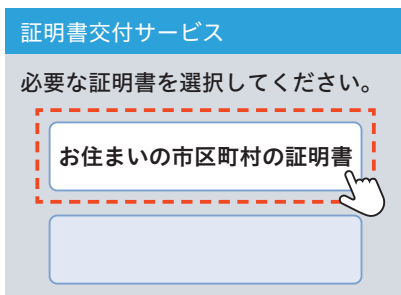 証明書交付サービス
必要な証明書を選択してください。
お住まいの市区町村の証明書